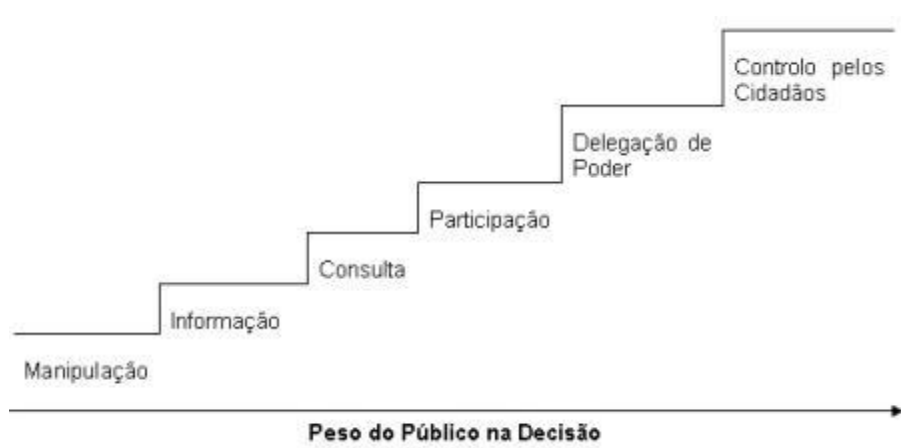 Controlo pelos
Cidadãos
Delegação de
Poder
Participação
Consulta
Informação
Manipulação
Peso do Público na Decisão